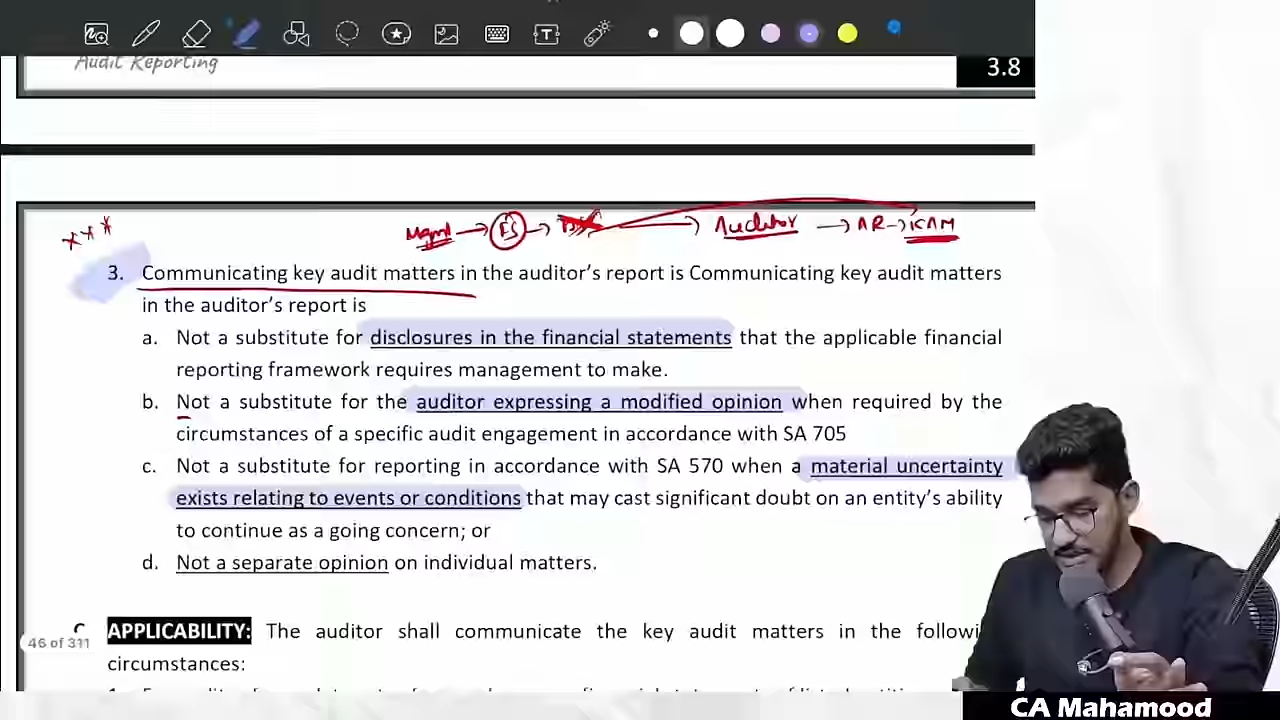 Audit Reporting
3.8
*** Mgmt → FS → → Auditor → AR → KAM
3. Communicating key audit matters in the auditor's report is Communicating key audit matters
in the auditor's report is
a. Not a substitute for disclosures in the financial statements that the applicable financial
reporting framework requires management to make.
b. Not a substitute for the auditor expressing a modified opinion when required by the
circumstances of a specific audit engagement in accordance with SA 705
c. Not a substitute for reporting in accordance with SA 570 when a material uncertainty
exists relating to events or conditions that may cast significant doubt on an entity's ability
to continue as a going concern; or
d. Not a separate opinion on individual matters.
APPLICABILITY: The auditor shall communicate the key audit matters in the
circumstances:
46 of 311
CA Mahamood